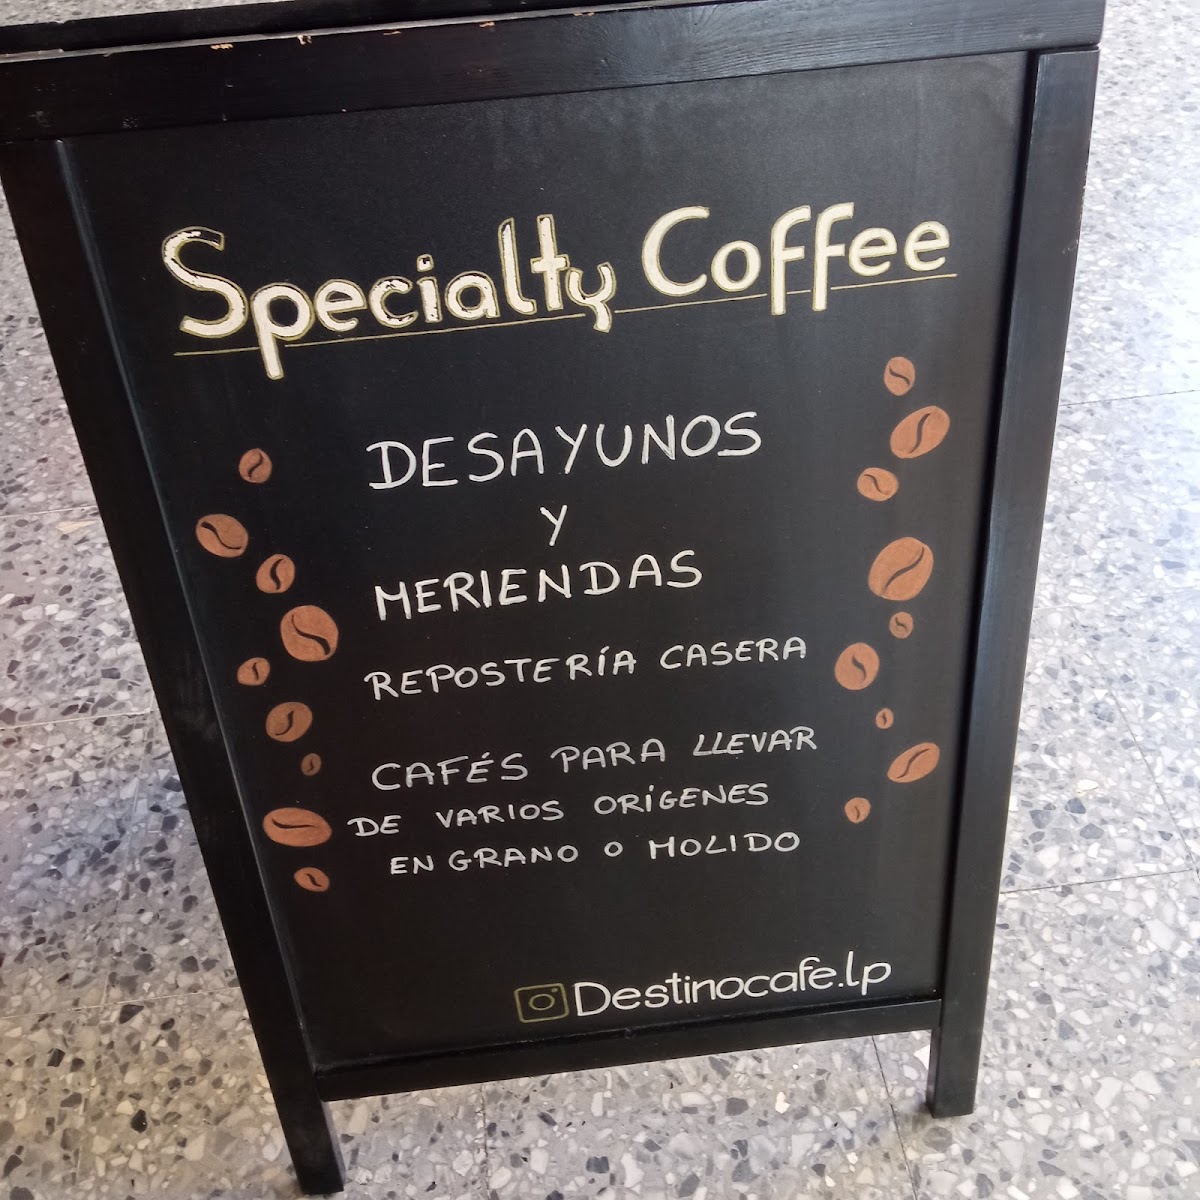 Specialty Coffee
DESAYUNOS
Y
MERIENDAS
REPOSTERÍA CASERA
CAFÉS PARA LLEVAR
DE VARIOS ORÍGENES
EN GRANO O MOLIDO
Destinocafe.lp